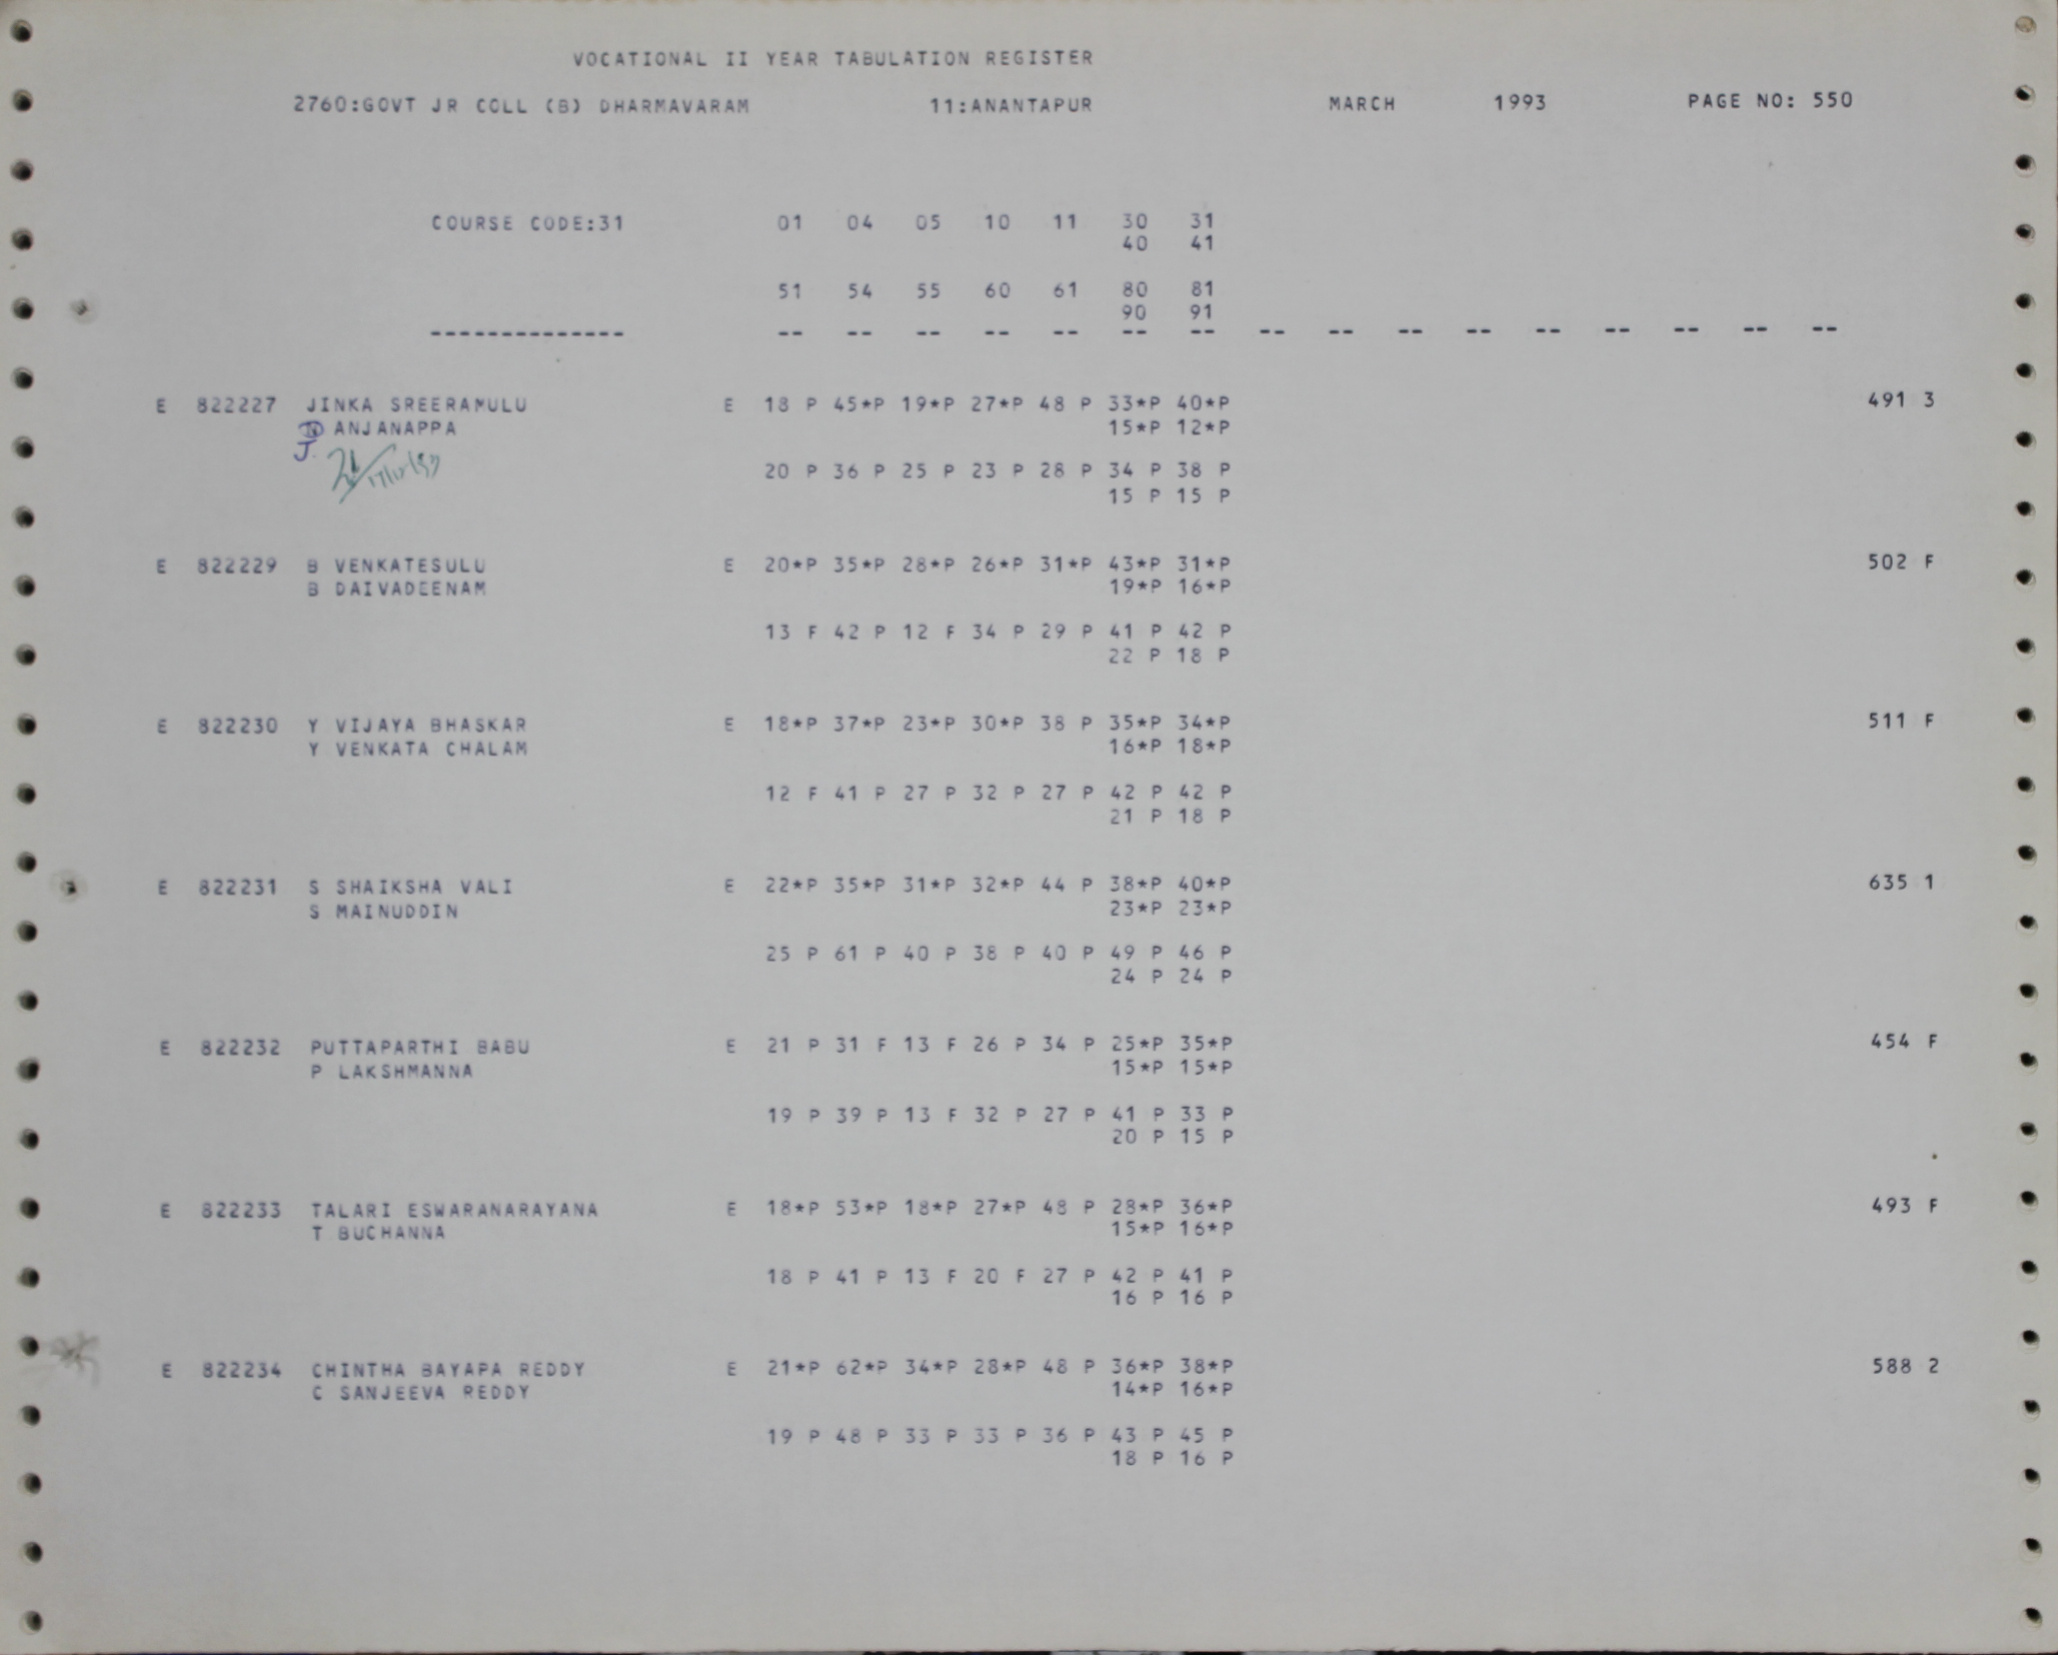 VOCATIONAL II YEAR TABULATION REGISTER
2760:GOVT JR COLL (B) DHARMAVARAM 11:ANANTAPUR MARCH 1993 PAGE NO: 550
COURSE CODE:31 01 04 05 10 11 30 31
40 41
51 54 55 60 61 80 81
90 91
-------------- -- -- -- -- -- -- -- -- -- -- -- -- -- -- -- --
E 822227 JINKA SREERAMULU E 18 P 45*P 19*P 27*P 48 P 33*P 40*P 491 3
N ANJANAPPA 15*P 12*P
J.
20 P 36 P 25 P 23 P 28 P 34 P 38 P
15 P 15 P
E 822229 B VENKATESULU E 20*P 35*P 28*P 26*P 31*P 43*P 31*P 502 F
B DAIVADEENAM 19*P 16*P
13 F 42 P 12 F 34 P 29 P 41 P 42 P
22 P 18 P
E 822230 Y VIJAYA BHASKAR E 18*P 37*P 23*P 30*P 38 P 35*P 34*P 511 F
Y VENKATA CHALAM 16*P 18*P
12 F 41 P 27 P 32 P 27 P 42 P 42 P
21 P 18 P
E 822231 S SHAIKSHA VALI E 22*P 35*P 31*P 32*P 44 P 38*P 40*P 635 1
S MAINUDDIN 23*P 23*P
25 P 61 P 40 P 38 P 40 P 49 P 46 P
24 P 24 P
E 822232 PUTTAPARTHI BABU E 21 P 31 F 13 F 26 P 34 P 25*P 35*P 454 F
P LAKSHMANNA 15*P 15*P
19 P 39 P 13 F 32 P 27 P 41 P 33 P
20 P 15 P
E 822233 TALARI ESWARANARAYANA E 18*P 53*P 18*P 27*P 48 P 28*P 36*P 493 F
T BUCHANNA 15*P 16*P
18 P 41 P 13 F 20 F 27 P 42 P 41 P
16 P 16 P
E 822234 CHINTHA BAYAPA REDDY E 21*P 62*P 34*P 28*P 48 P 36*P 38*P 588 2
C SANJEEVA REDDY 14*P 16*P
19 P 48 P 33 P 33 P 36 P 43 P 45 P
18 P 16 P